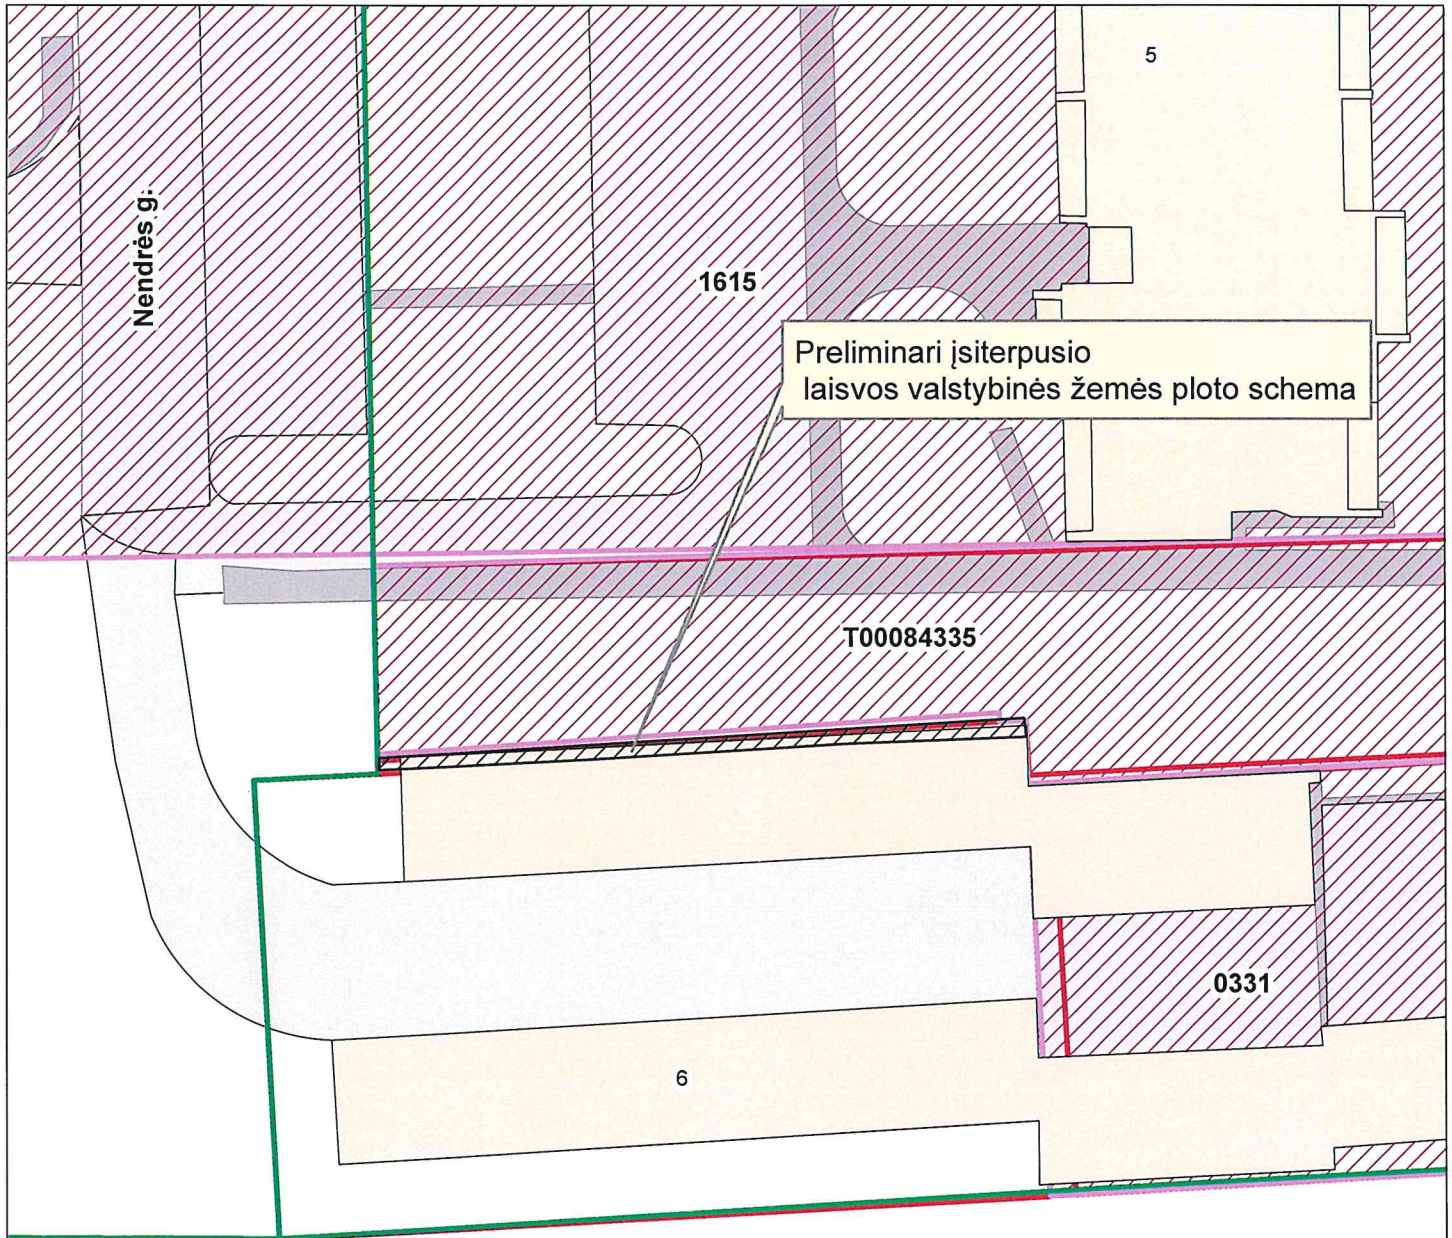 5
Nendrės g.
1615
Preliminari įsiterpusio
laisvos valstybinės žemės ploto schema
T00084335
0331
6